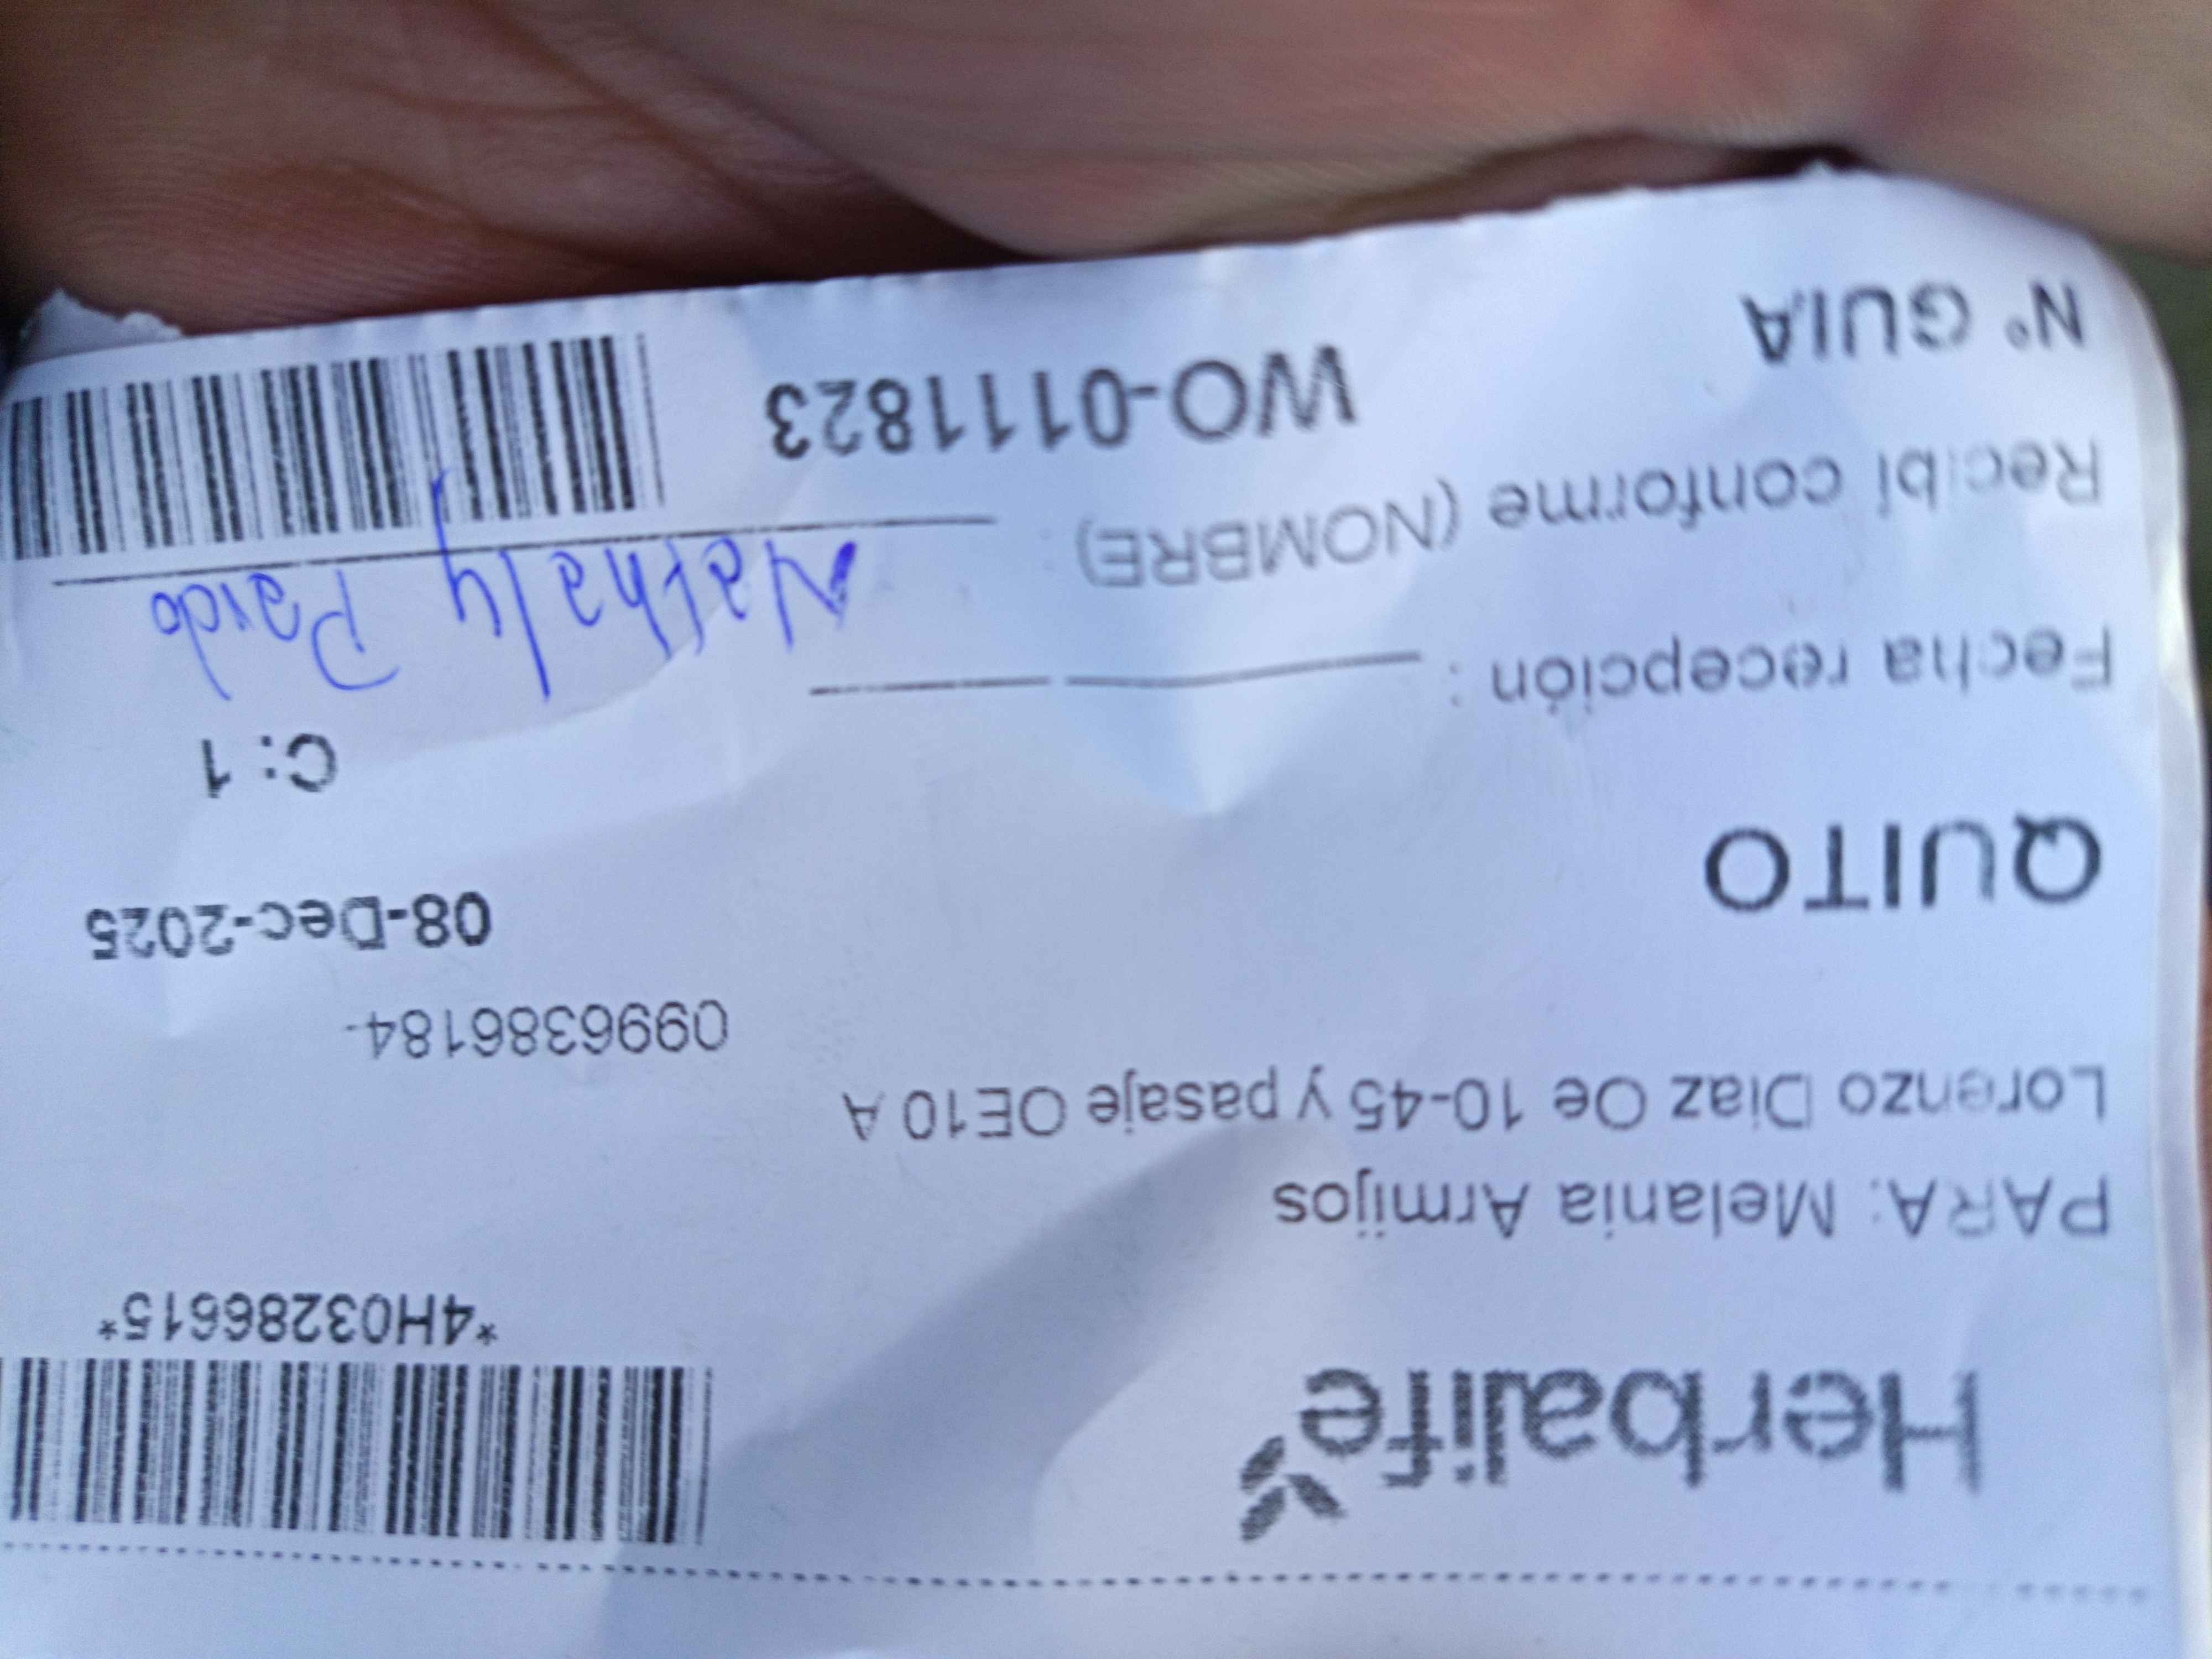 Herbalife
*4H03286615*
PARA: Melania Armijos
Lorenzo Diaz Oe 10-45 y pasaje OE10 A
0996386184-
QUITO
08-Dec-2025
C: 1
Fecha recepción :
Recibí conforme (NOMBRE) : Nathaly Pardo
N° GUIA
WO-0111823